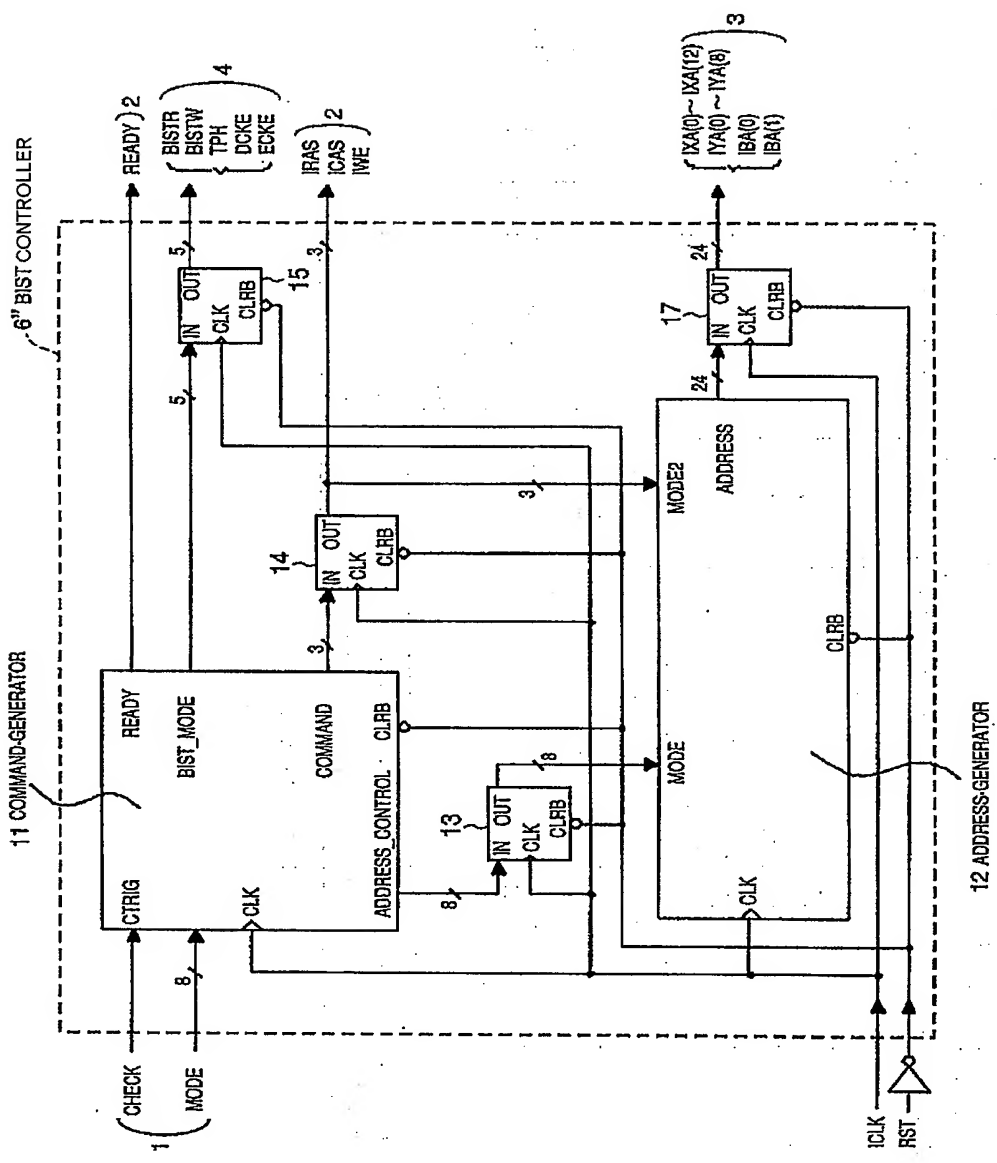 6" BIST CONTROLLER
11 COMMAND-GENERATOR
CHECK
MODE
1
8
CTRIG
CLK
READY
BIST_MODE
COMMAND
ADDRESS_CONTROL
CLRB
READY
2
5
15
IN
OUT
CLK
CLRB
5
BISTR
BISTW
TPH
DCKE
ECKE
4
3
14
IN
OUT
CLK
CLRB
3
IRAS
ICAS
IWE
2
3
8
13
IN
OUT
CLK
CLRB
8
MODE
MODE2
ADDRESS
CLK
CLRB
12 ADDRESS-GENERATOR
24
17
IN
OUT
CLK
CLRB
24
IXA(0)~IXA(12)
IYA(0)~IYA(8)
IBA(0)
IBA(1)
3
ICLK
RST